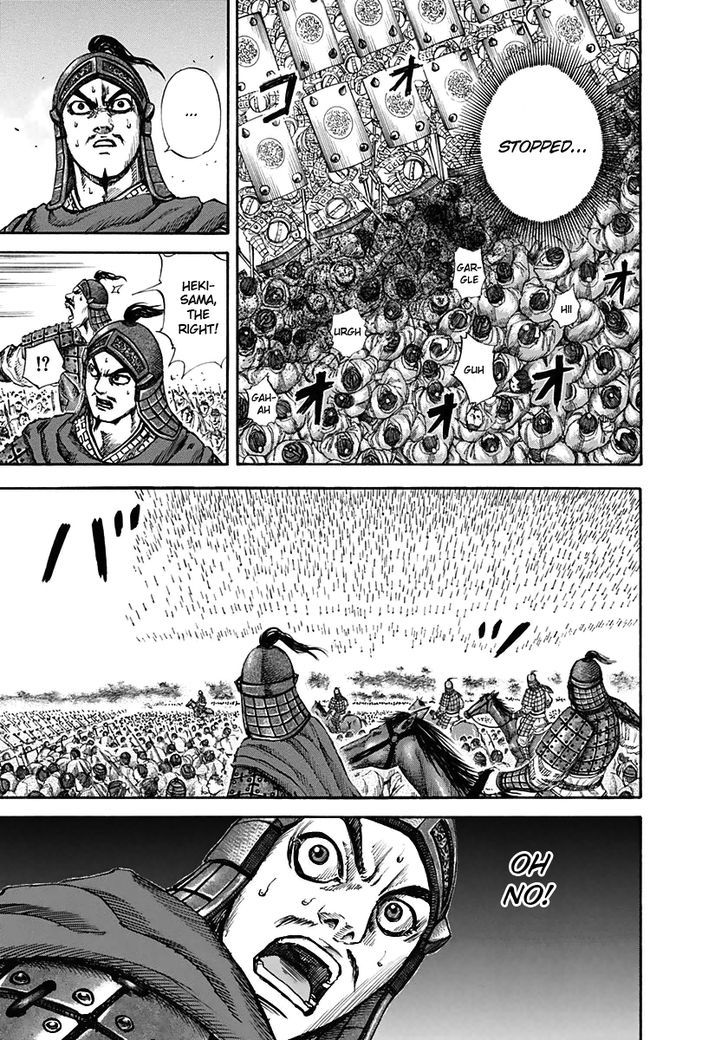 STOPPED...
オ
コ
GAR-
GLE
HII
URGH
GUH
GAH-
AH
オ
オ
オ
...
HEKI-
SAMA,
THE
RIGHT!
!?
バッ
OH
NO!